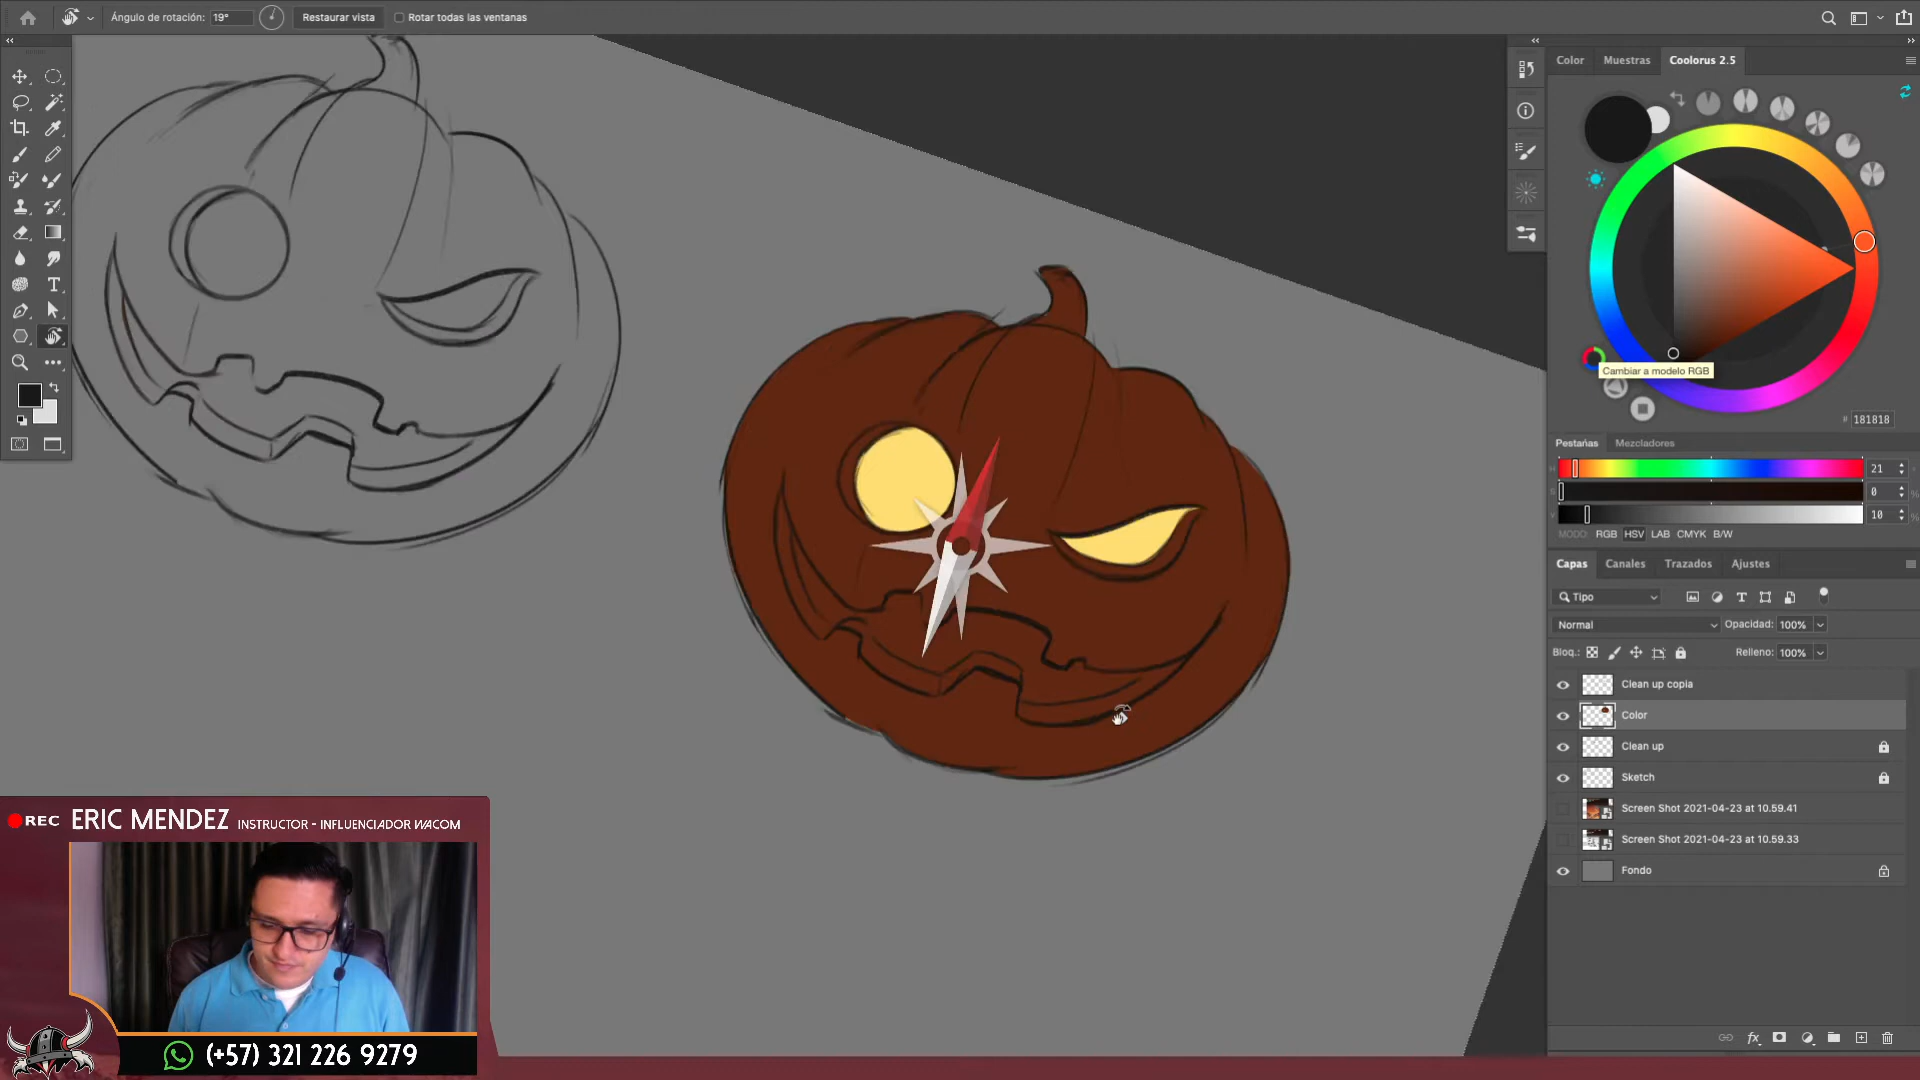 Ángulo de rotación: 19° Restaurar vista Rotar todas las ventanas
Color Muestras Coolorus 2.5
Cambiar a modelo RGB
# 181818
Pestañas Mezcladores
H 21
S 0 %
V 10 %
MODO: RGB HSV LAB CMYK B/W
Capas Canales Trazados Ajustes
Tipo
Normal Opacidad: 100%
Bloq.: Relleno: 100%
Clean up copia
Color
Clean up
Sketch
Screen Shot 2021-04-23 at 10.59.41
Screen Shot 2021-04-23 at 10.59.33
Fondo
fx
REC ERIC MENDEZ INSTRUCTOR - INFLUENCIADOR WACOM
(+57) 321 226 9279